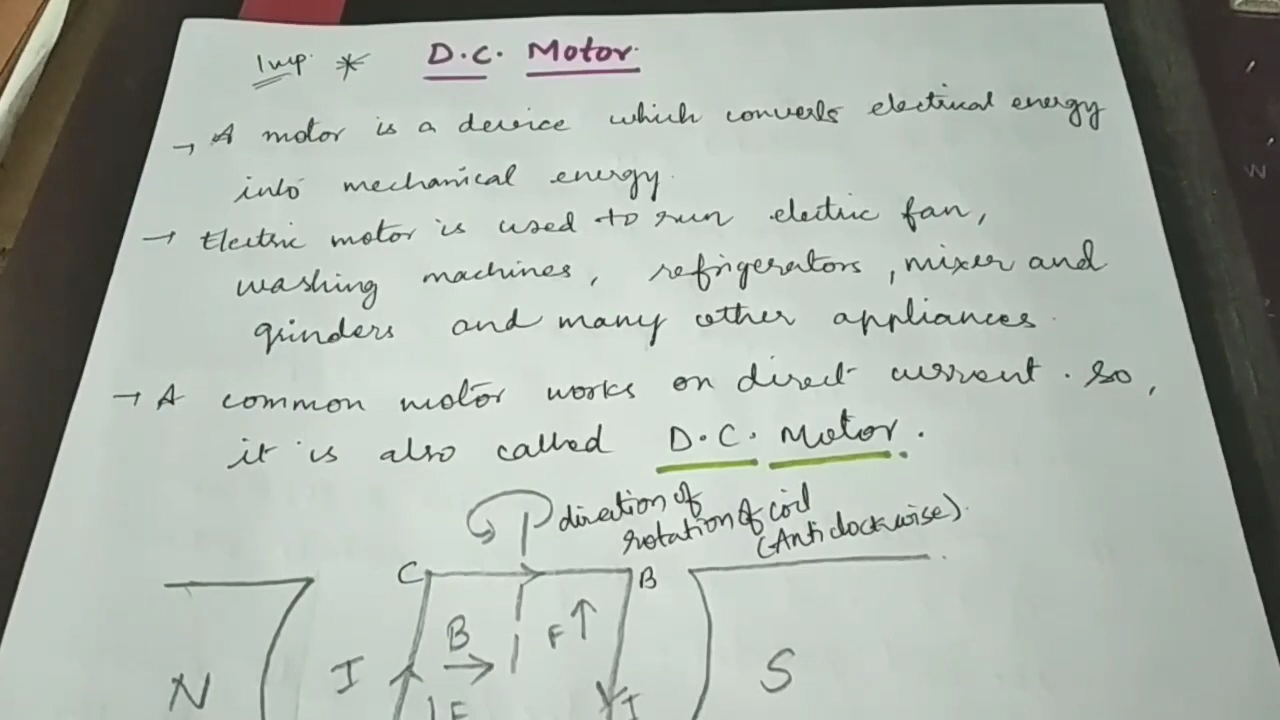 Imp. * D.C. Motor.
→ A motor is a device which converts electrical energy
into mechanical energy.
→ Electric motor is used to run electric fan,
washing machines, refrigerators, mixer and
grinders and many other appliances.
→ A common motor works on direct current. So,
it is also called D.C. Motor.
direction of
rotation of coil
(Anticlockwise).
C
B
B
F↑
N
I
S
F
I